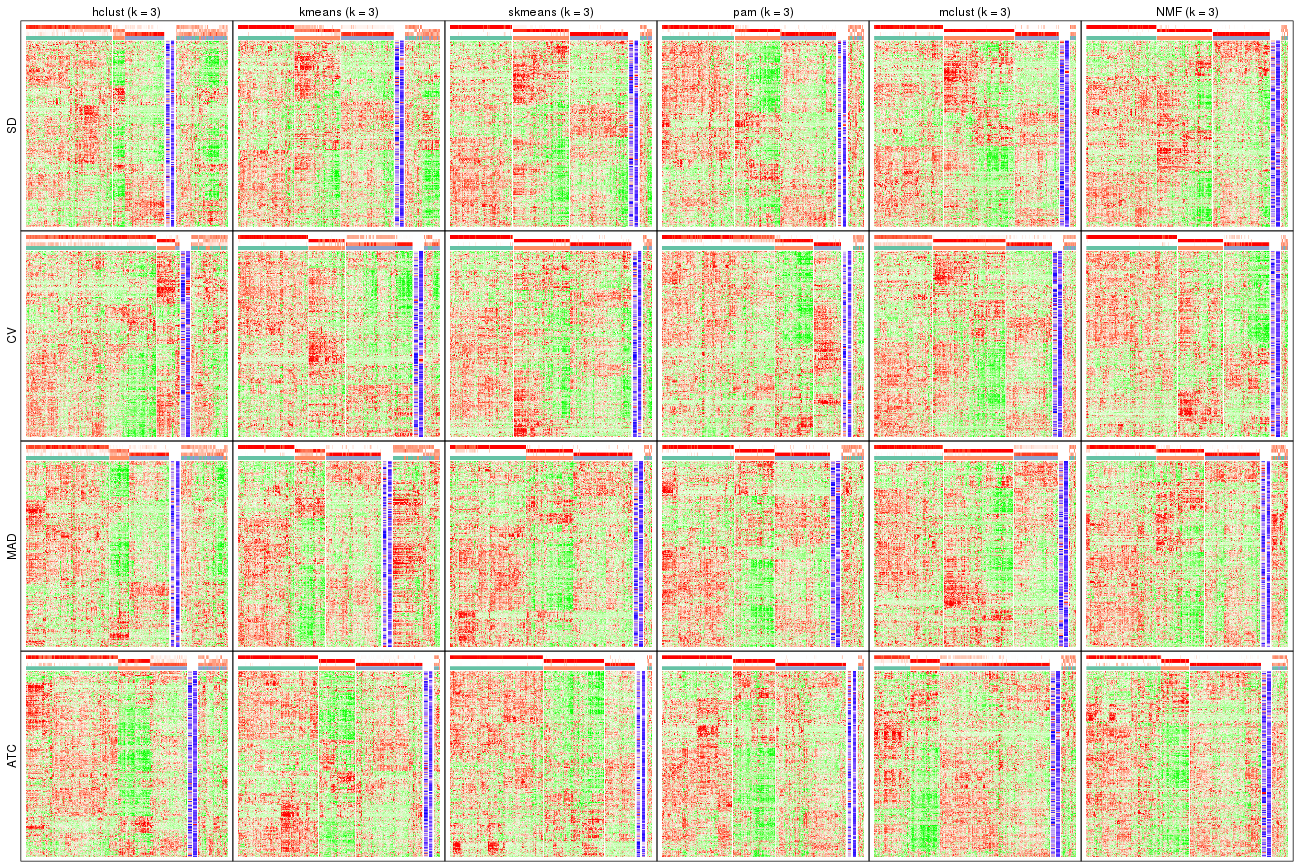 hclust (k = 3) kmeans (k = 3) skmeans (k = 3) pam (k = 3) mclust (k = 3) NMF (k = 3)
SD
CV
MAD
ATC